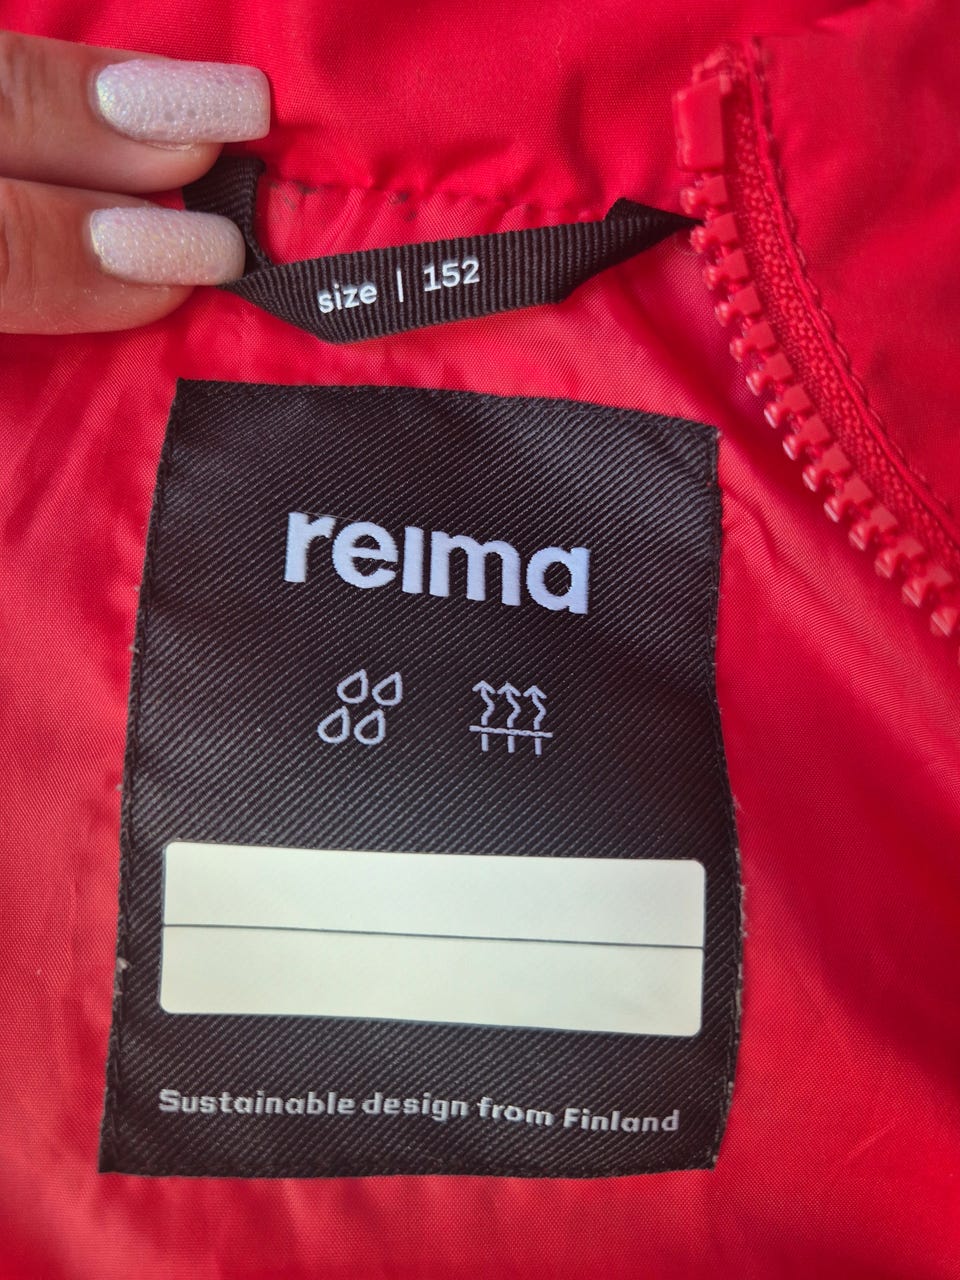 size | 152
reima
Sustainable design from Finland